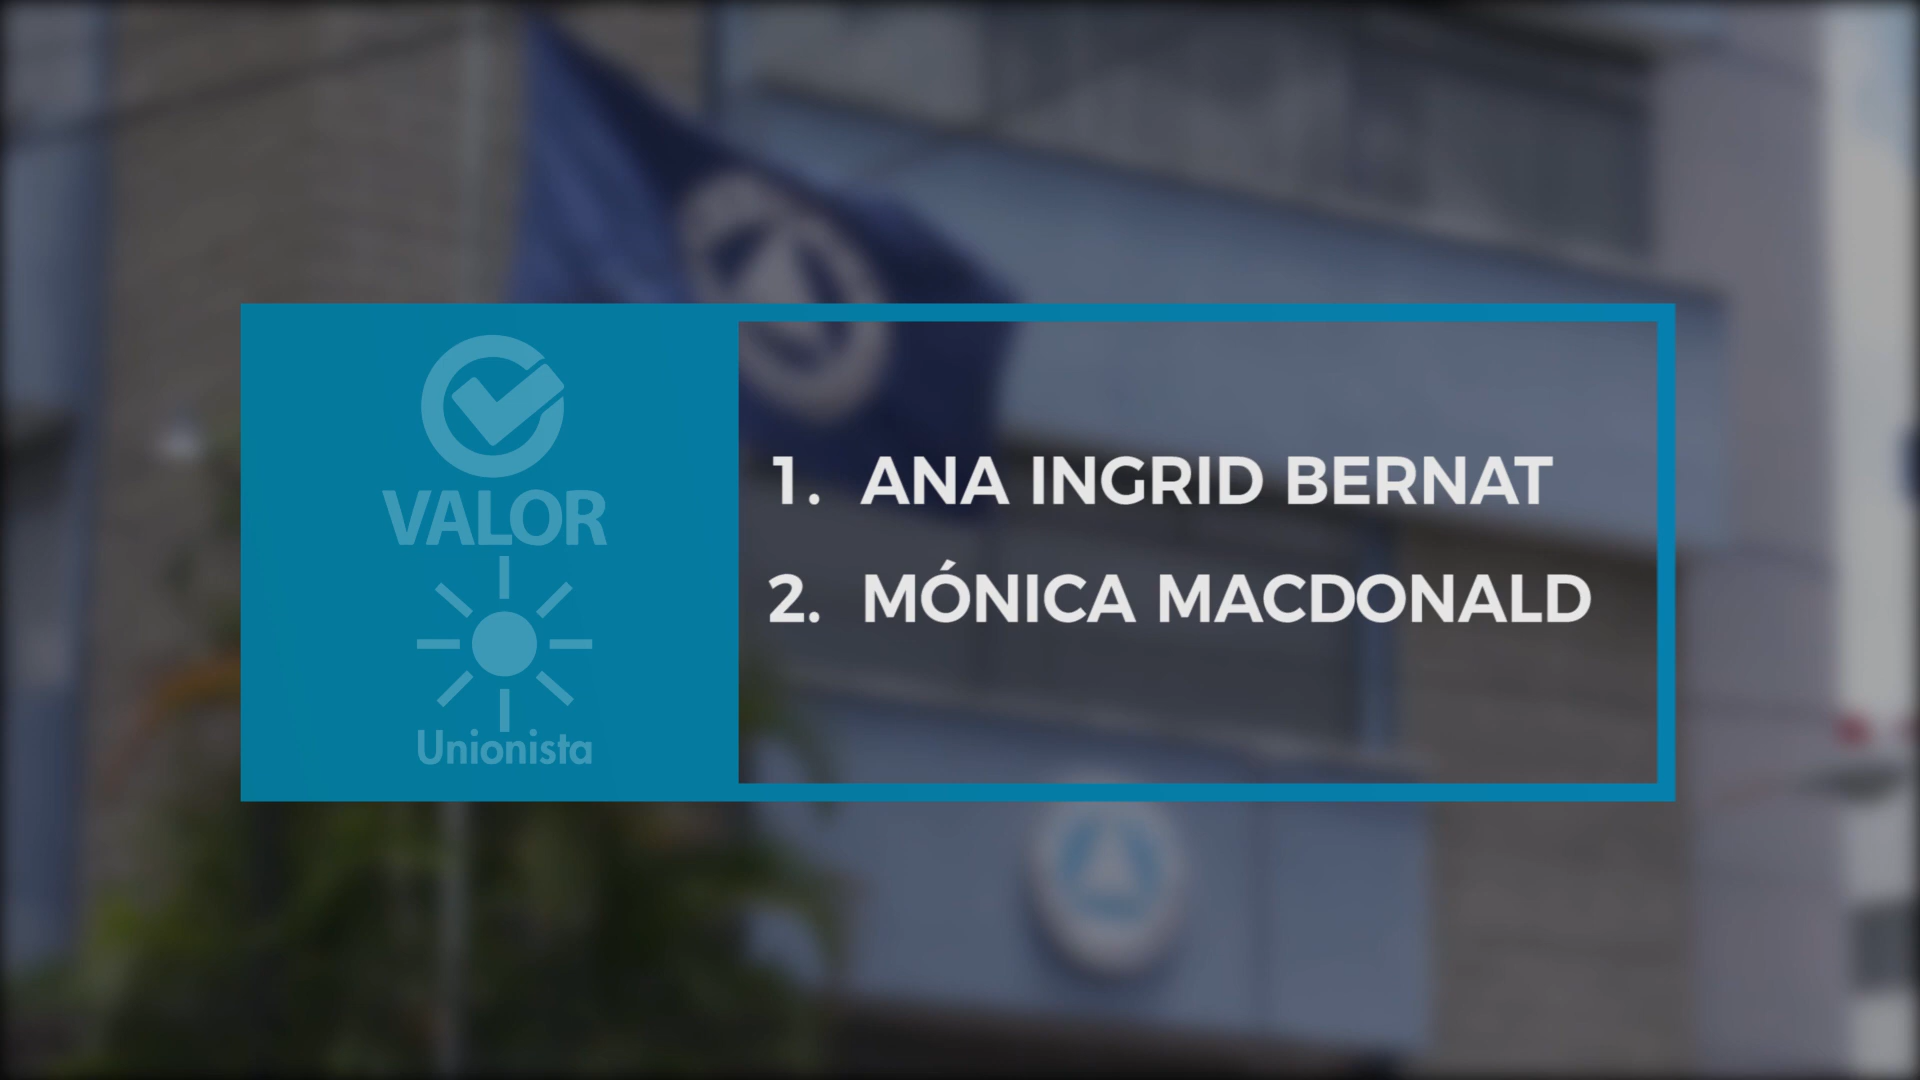 VALOR
Unionista
1. ANA INGRID BERNAT
2. MÓNICA MACDONALD